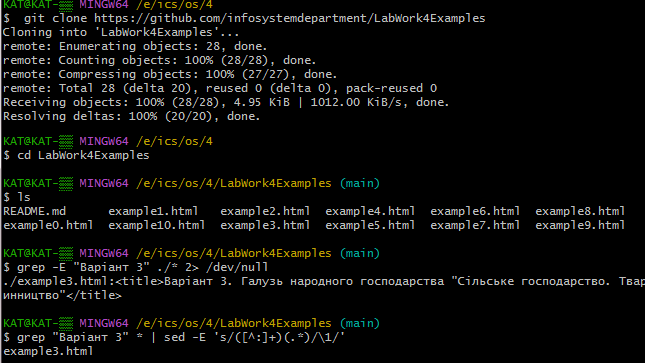 KAT@KAT-▒▒ MINGW64 /e/ics/os/4
$  git clone https://github.com/infosystemdepartment/LabWork4Examples
Cloning into 'LabWork4Examples'...
remote: Enumerating objects: 28, done.
remote: Counting objects: 100% (28/28), done.
remote: Compressing objects: 100% (27/27), done.
remote: Total 28 (delta 20), reused 0 (delta 0), pack-reused 0
Receiving objects: 100% (28/28), 4.95 KiB | 1012.00 KiB/s, done.
Resolving deltas: 100% (20/20), done.
KAT@KAT-▒▒ MINGW64 /e/ics/os/4
$ cd LabWork4Examples
KAT@KAT-▒▒ MINGW64 /e/ics/os/4/LabWork4Examples (main)
$ ls
README.md      example1.html   example2.html  example4.html  example6.html  example8.html
example0.html  example10.html  example3.html  example5.html  example7.html  example9.html
KAT@KAT-▒▒ MINGW64 /e/ics/os/4/LabWork4Examples (main)
$ grep -E "Варіант 3" ./* 2> /dev/null
./example3.html:<title>Варіант 3. Галузь народного господарства "Сільське господарство. Твар
инництво"</title>
KAT@KAT-▒▒ MINGW64 /e/ics/os/4/LabWork4Examples (main)
$ grep "Варіант 3" * | sed -E 's/([^:]+)(.*)/\1/'
example3.html